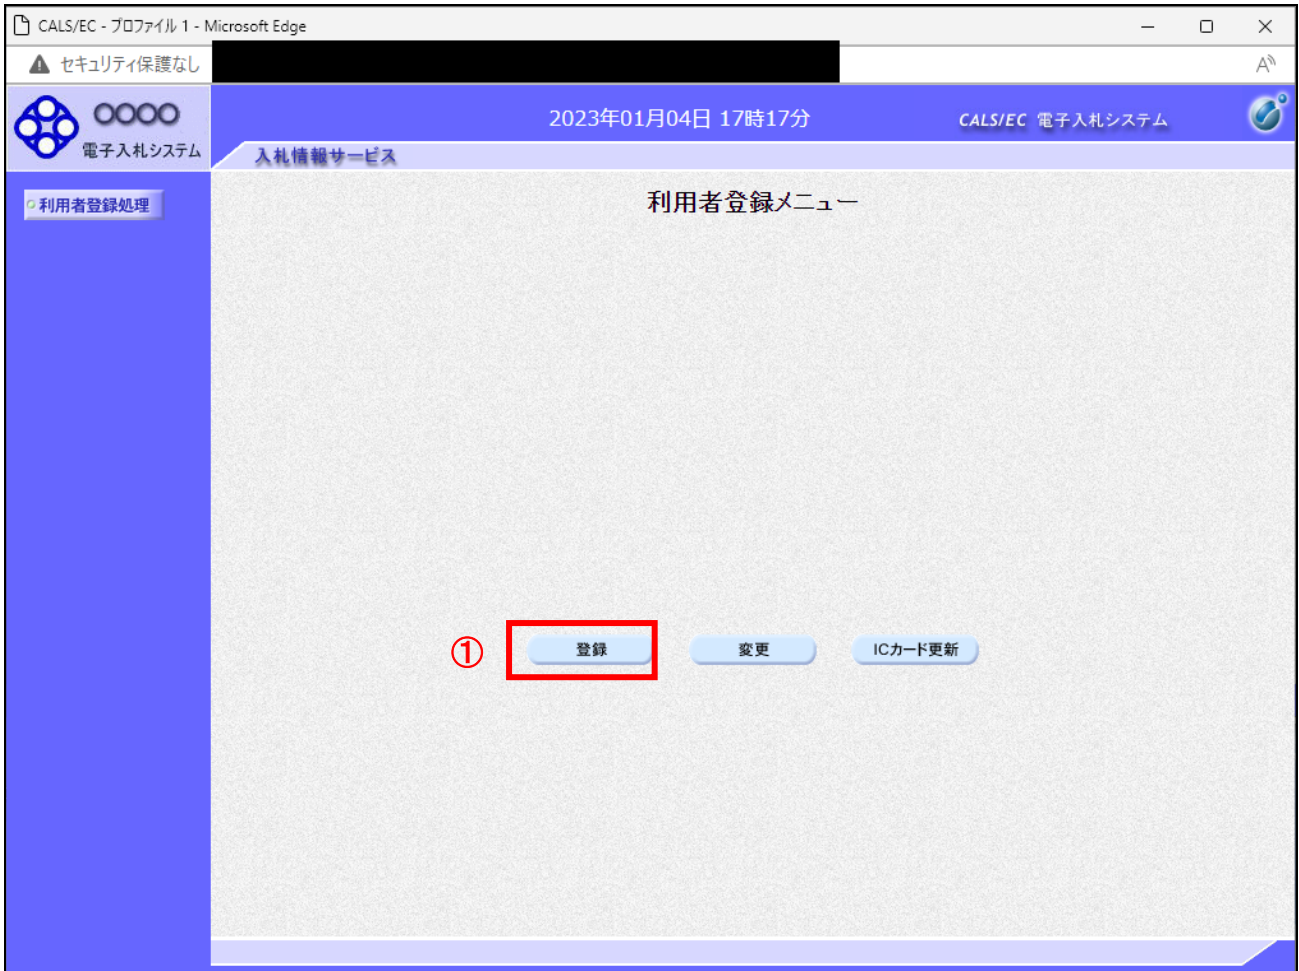 CALS/EC - プロファイル 1 - Microsoft Edge
セキュリティ保護なし
A
〇〇〇〇
電子入札システム
2023年01月04日 17時17分
CALS/EC 電子入札システム
入札情報サービス
利用者登録処理
利用者登録メニュー
① 登録 変更 ICカード更新